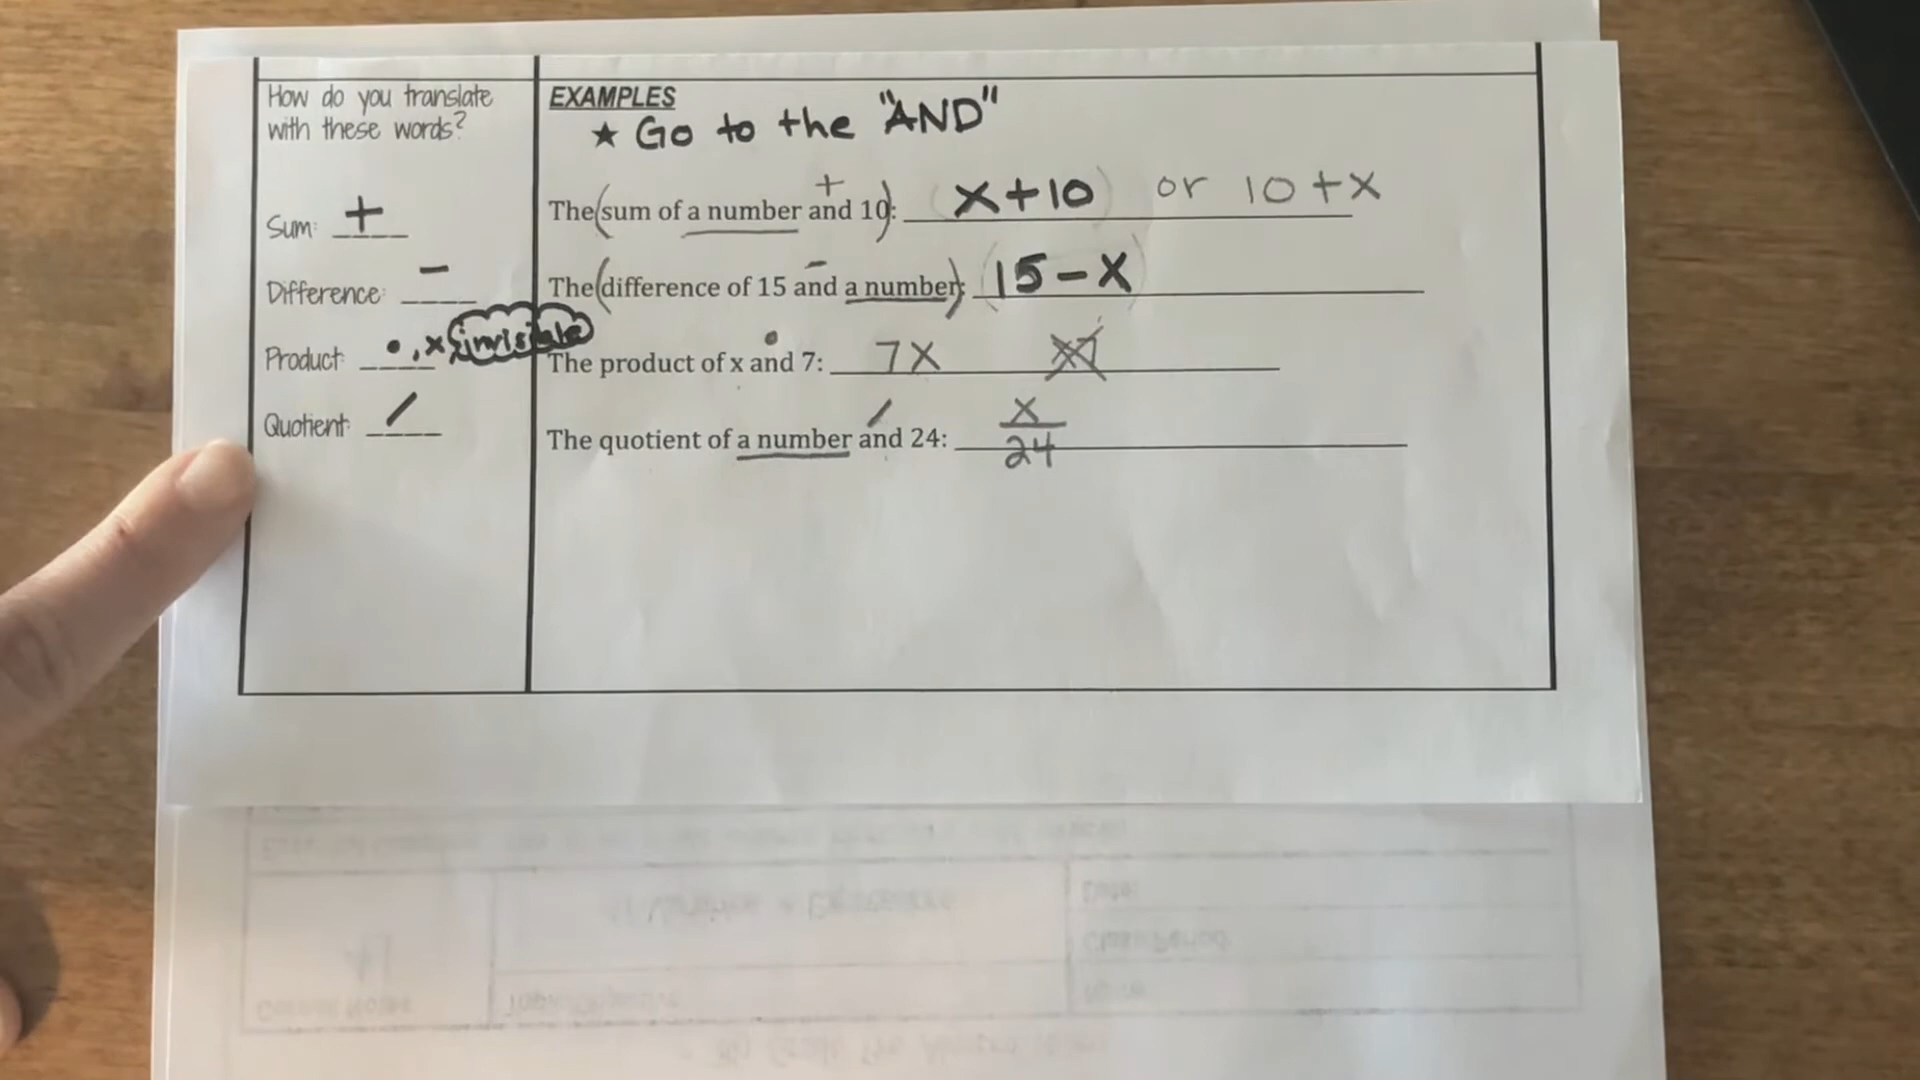 How do you translate
with these words?
Sum: +
Difference: −
Product: •, x, invisible
Quotient: /
EXAMPLES
★ Go to the "AND"
+
The (sum of a number and 10): (x+10) or 10+x
−
The (difference of 15 and a number): (15−x)
•
The product of x and 7: 7x x7
/
The quotient of a number and 24: x/24